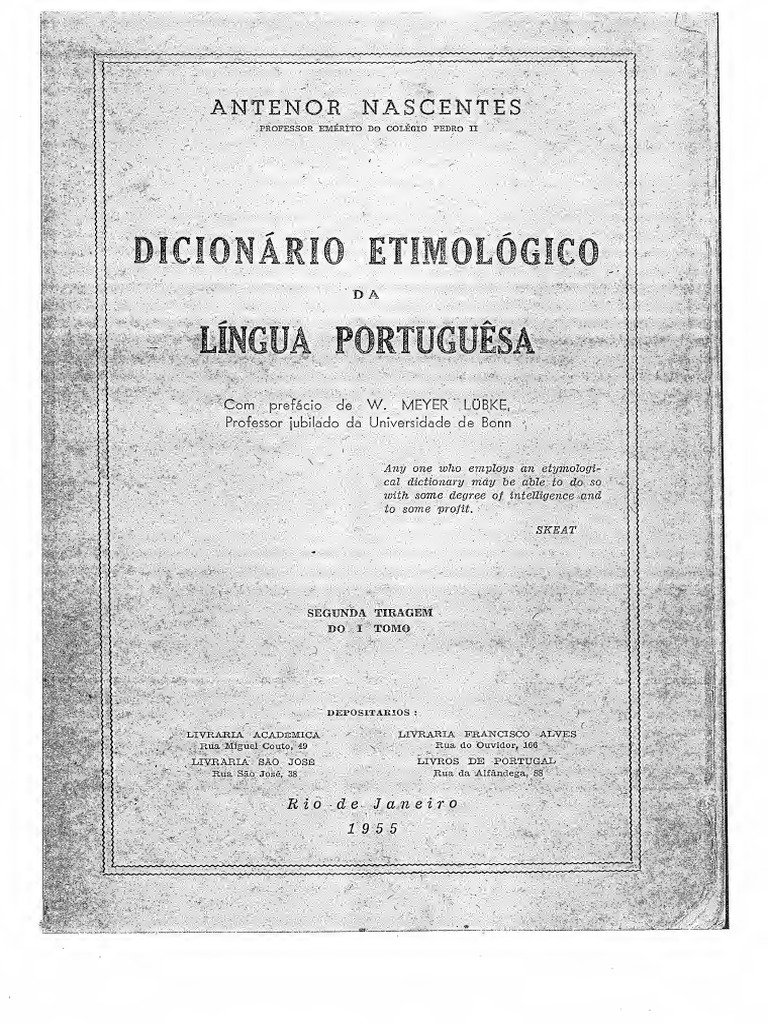 ANTENOR NASCENTES
PROFESSOR EMÉRITO DO COLÉGIO PEDRO II
DICIONÁRIO ETIMOLÓGICO
DA
LÍNGUA PORTUGUÊSA
Com prefácio de W. MEYER LÜBKE,
Professor jubilado da Universidade de Bonn
Any one who employs an etymologi-
cal dictionary may be able to do so
with some degree of intelligence and
to some profit.
SKEAT
SEGUNDA TIRAGEM
DO I TOMO
DEPOSITARIOS :
LIVRARIA ACADEMICA
Rua Miguel Couto, 49
LIVRARIA SÃO JOSÉ
Rua São José, 38
LIVRARIA FRANCISCO ALVES
Rua do Ouvidor, 166
LIVROS DE PORTUGAL
Rua da Alfândega, 88
Rio de Janeiro
1955